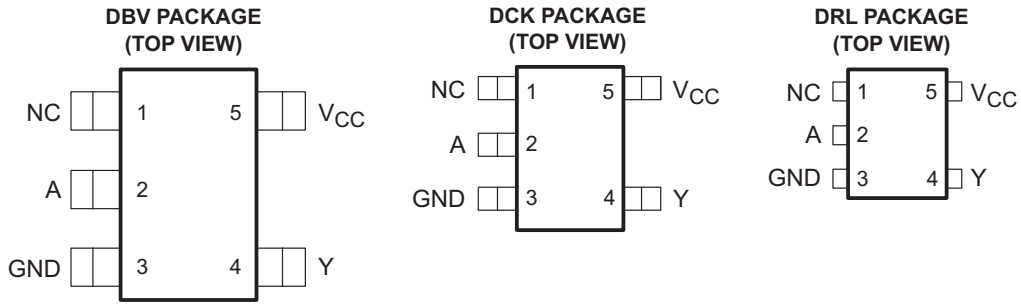 DBV PACKAGE
(TOP VIEW)
NC 1 5 VCC
A 2
GND 3 4 Y
DCK PACKAGE
(TOP VIEW)
NC 1 5 VCC
A 2
GND 3 4 Y
DRL PACKAGE
(TOP VIEW)
NC 1 5 VCC
A 2
GND 3 4 Y